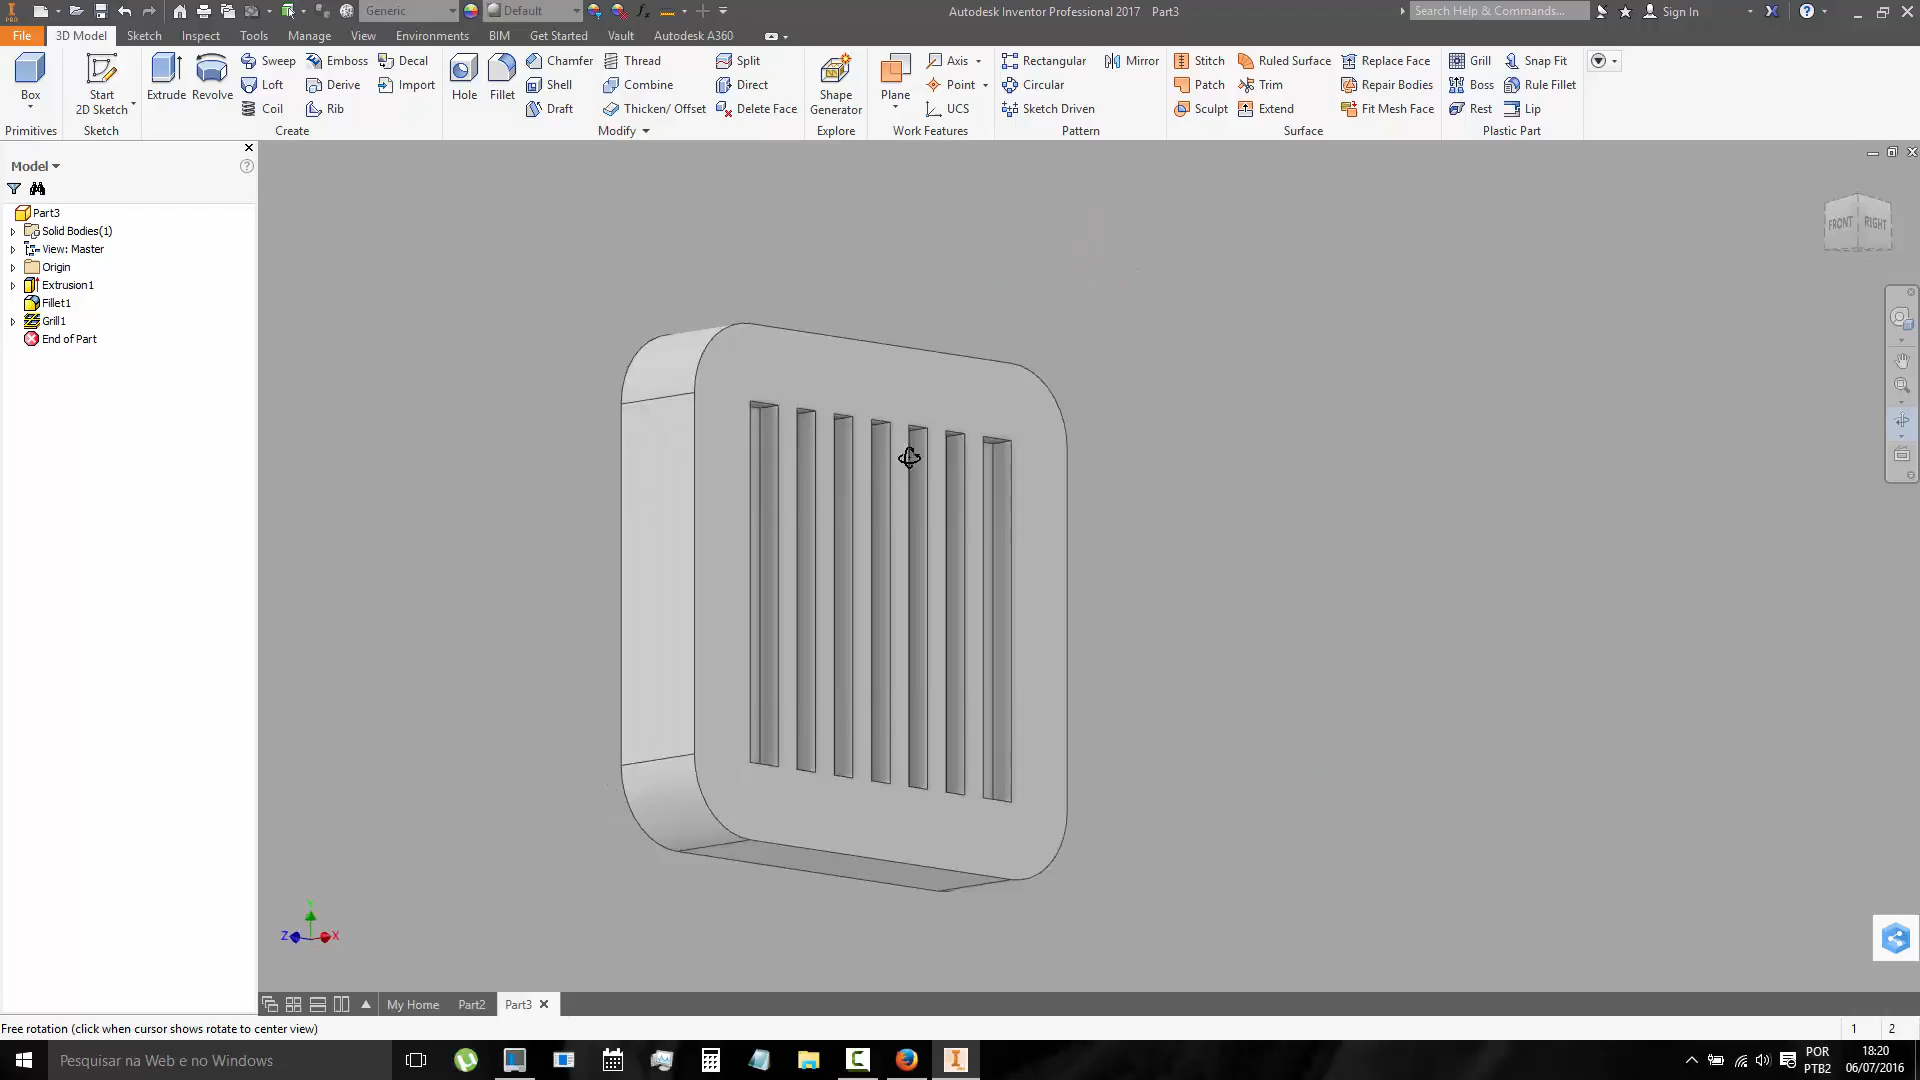 Generic Default Autodesk Inventor Professional 2017 Part3 Search Help & Commands... Sign In
File 3D Model Sketch Inspect Tools Manage View Environments BIM Get Started Vault Autodesk A360
Box
Primitives
Start
2D Sketch
Sketch
Extrude Revolve
Sweep Emboss Decal
Loft Derive Import
Coil Rib
Create
Hole Fillet
Chamfer Thread Split
Shell Combine Direct
Draft Thicken/ Offset Delete Face
Modify
Shape
Generator
Explore
Plane
Axis
Point
UCS
Work Features
Rectangular Mirror
Circular
Sketch Driven
Pattern
Stitch Ruled Surface Replace Face
Patch Trim Repair Bodies
Sculpt Extend Fit Mesh Face
Surface
Grill Snap Fit
Boss Rule Fillet
Rest Lip
Plastic Part
Model
Part3
Solid Bodies(1)
View: Master
Origin
Extrusion1
Fillet1
Grill1
End of Part
FRONT RIGHT
Y
Z X
My Home Part2 Part3
Free rotation (click when cursor shows rotate to center view) 1 2
Pesquisar na Web e no Windows
POR
PTB2
18:20
06/07/2016